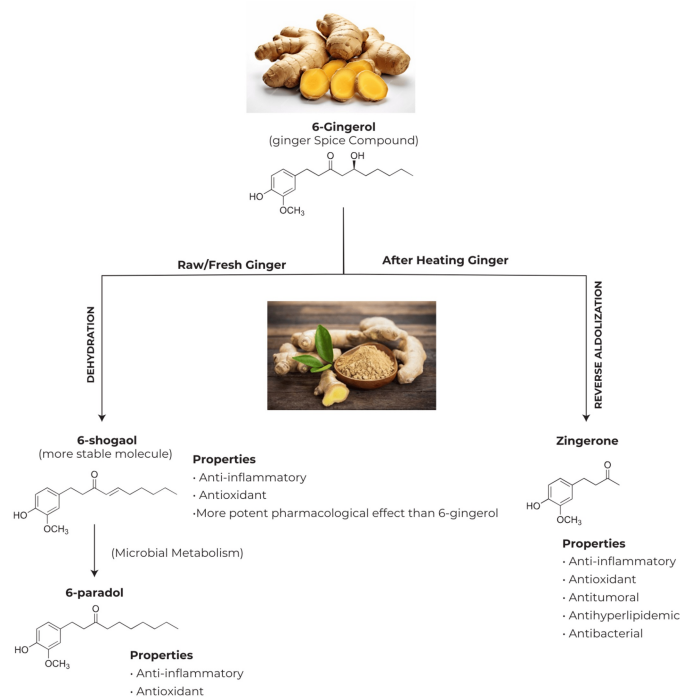 6-Gingerol
(ginger Spice Compound)
O
OH
HO
OCH3
Raw/Fresh Ginger
After Heating Ginger
DEHYDRATION
REVERSE ALDOLIZATION
6-shogaol
(more stable molecule)
O
HO
OCH3
Properties
· Anti-inflammatory
· Antioxidant
·More potent pharmacological effect than 6-gingerol
Zingerone
O
HO
OCH3
Properties
· Anti-inflammatory
· Antioxidant
· Antitumoral
· Antihyperlipidemic
· Antibacterial
(Microbial Metabolism)
6-paradol
O
HO
OCH3
Properties
· Anti-inflammatory
· Antioxidant